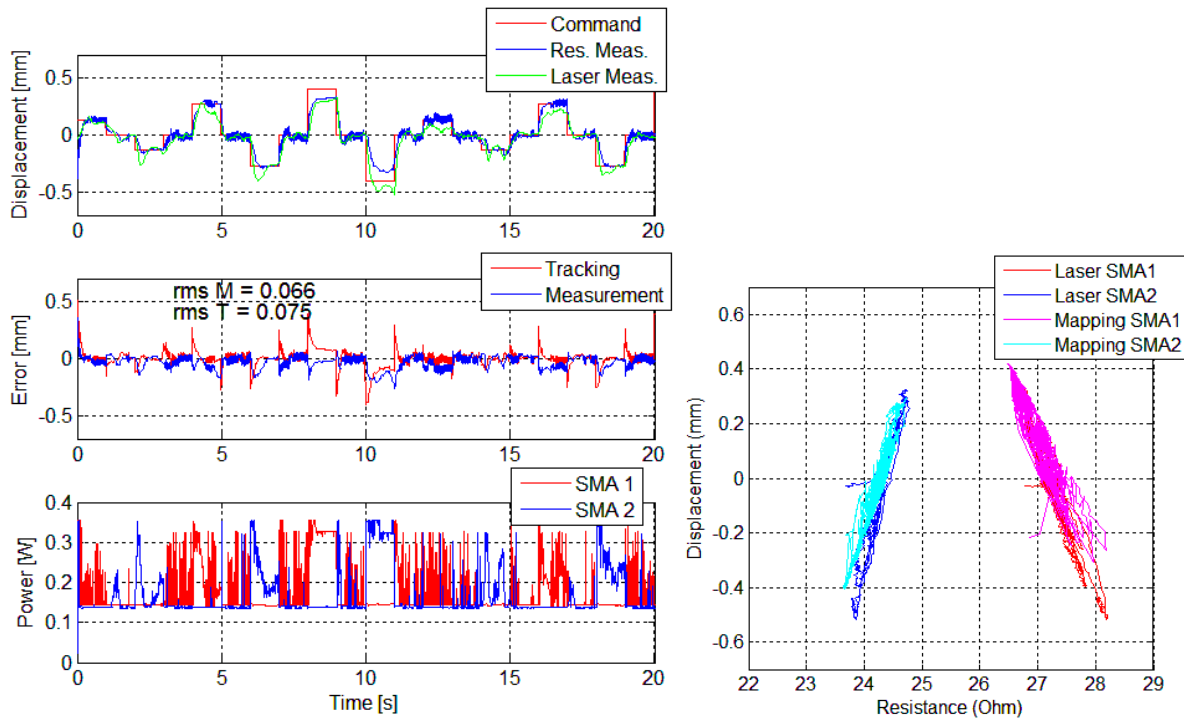 Command
Res. Meas.
Laser Meas.
Displacement [mm]
0.5
0
-0.5
0 5 10 15 20
Tracking
Measurement
rms M = 0.066
rms T = 0.075
Error [mm]
0.5
0
-0.5
0 5 10 15 20
SMA 1
SMA 2
Power [W]
0.4
0.3
0.2
0.1
0
0 5 10 15 20
Time [s]
Laser SMA1
Laser SMA2
Mapping SMA1
Mapping SMA2
Displacement (mm)
0.6
0.4
0.2
0
-0.2
-0.4
-0.6
22 23 24 25 26 27 28 29
Resistance (Ohm)